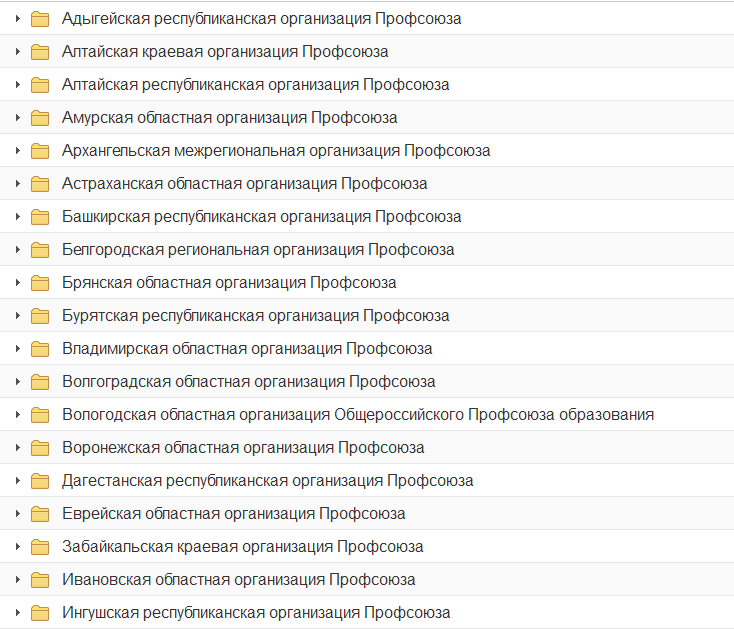 Адыгейская республиканская организация Профсоюза
Алтайская краевая организация Профсоюза
Алтайская республиканская организация Профсоюза
Амурская областная организация Профсоюза
Архангельская межрегиональная организация Профсоюза
Астраханская областная организация Профсоюза
Башкирская республиканская организация Профсоюза
Белгородская региональная организация Профсоюза
Брянская областная организация Профсоюза
Бурятская республиканская организация Профсоюза
Владимирская областная организация Профсоюза
Волгоградская областная организация Профсоюза
Вологодская областная организация Общероссийского Профсоюза образования
Воронежская областная организация Профсоюза
Дагестанская республиканская организация Профсоюза
Еврейская областная организация Профсоюза
Забайкальская краевая организация Профсоюза
Ивановская областная организация Профсоюза
Ингушская республиканская организация Профсоюза